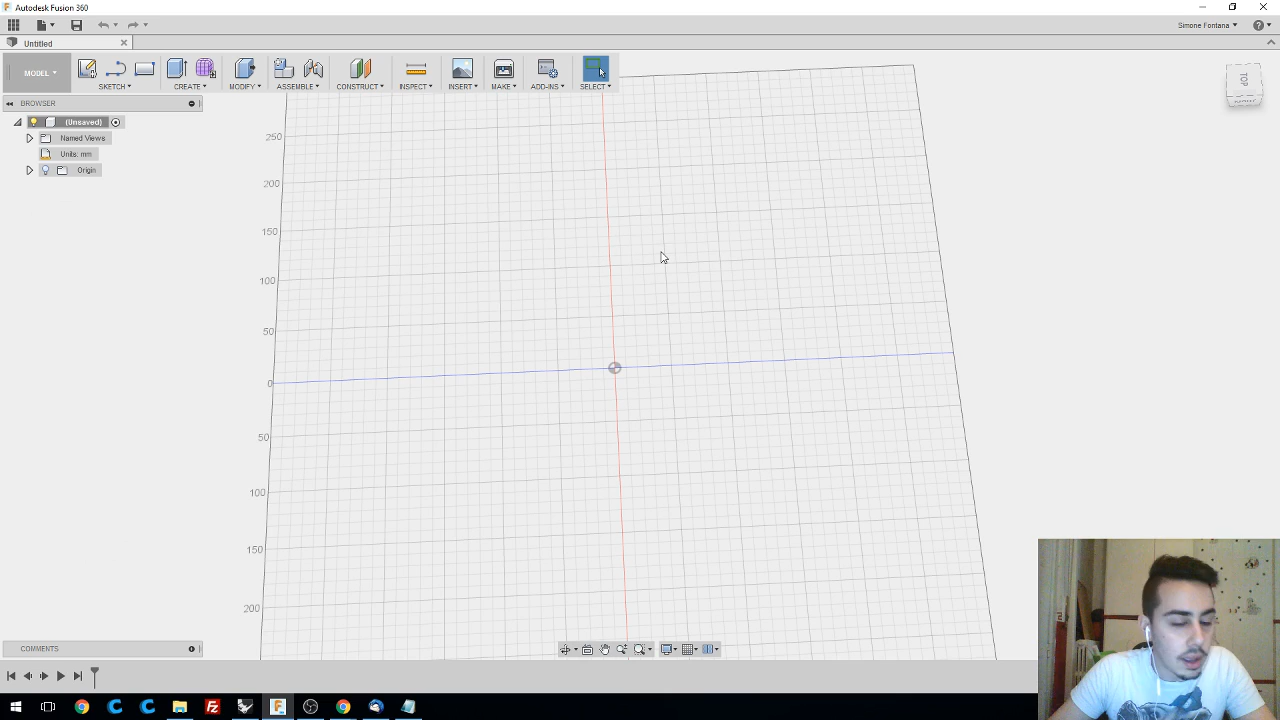 Autodesk Fusion 360
Simone Fontana
Untitled
MODEL
SKETCH
CREATE
MODIFY
ASSEMBLE
CONSTRUCT
INSPECT
INSERT
MAKE
ADD-INS
SELECT
BROWSER
(Unsaved)
Named Views
Units: mm
Origin
250
200
150
100
50
0
50
100
150
200
COMMENTS